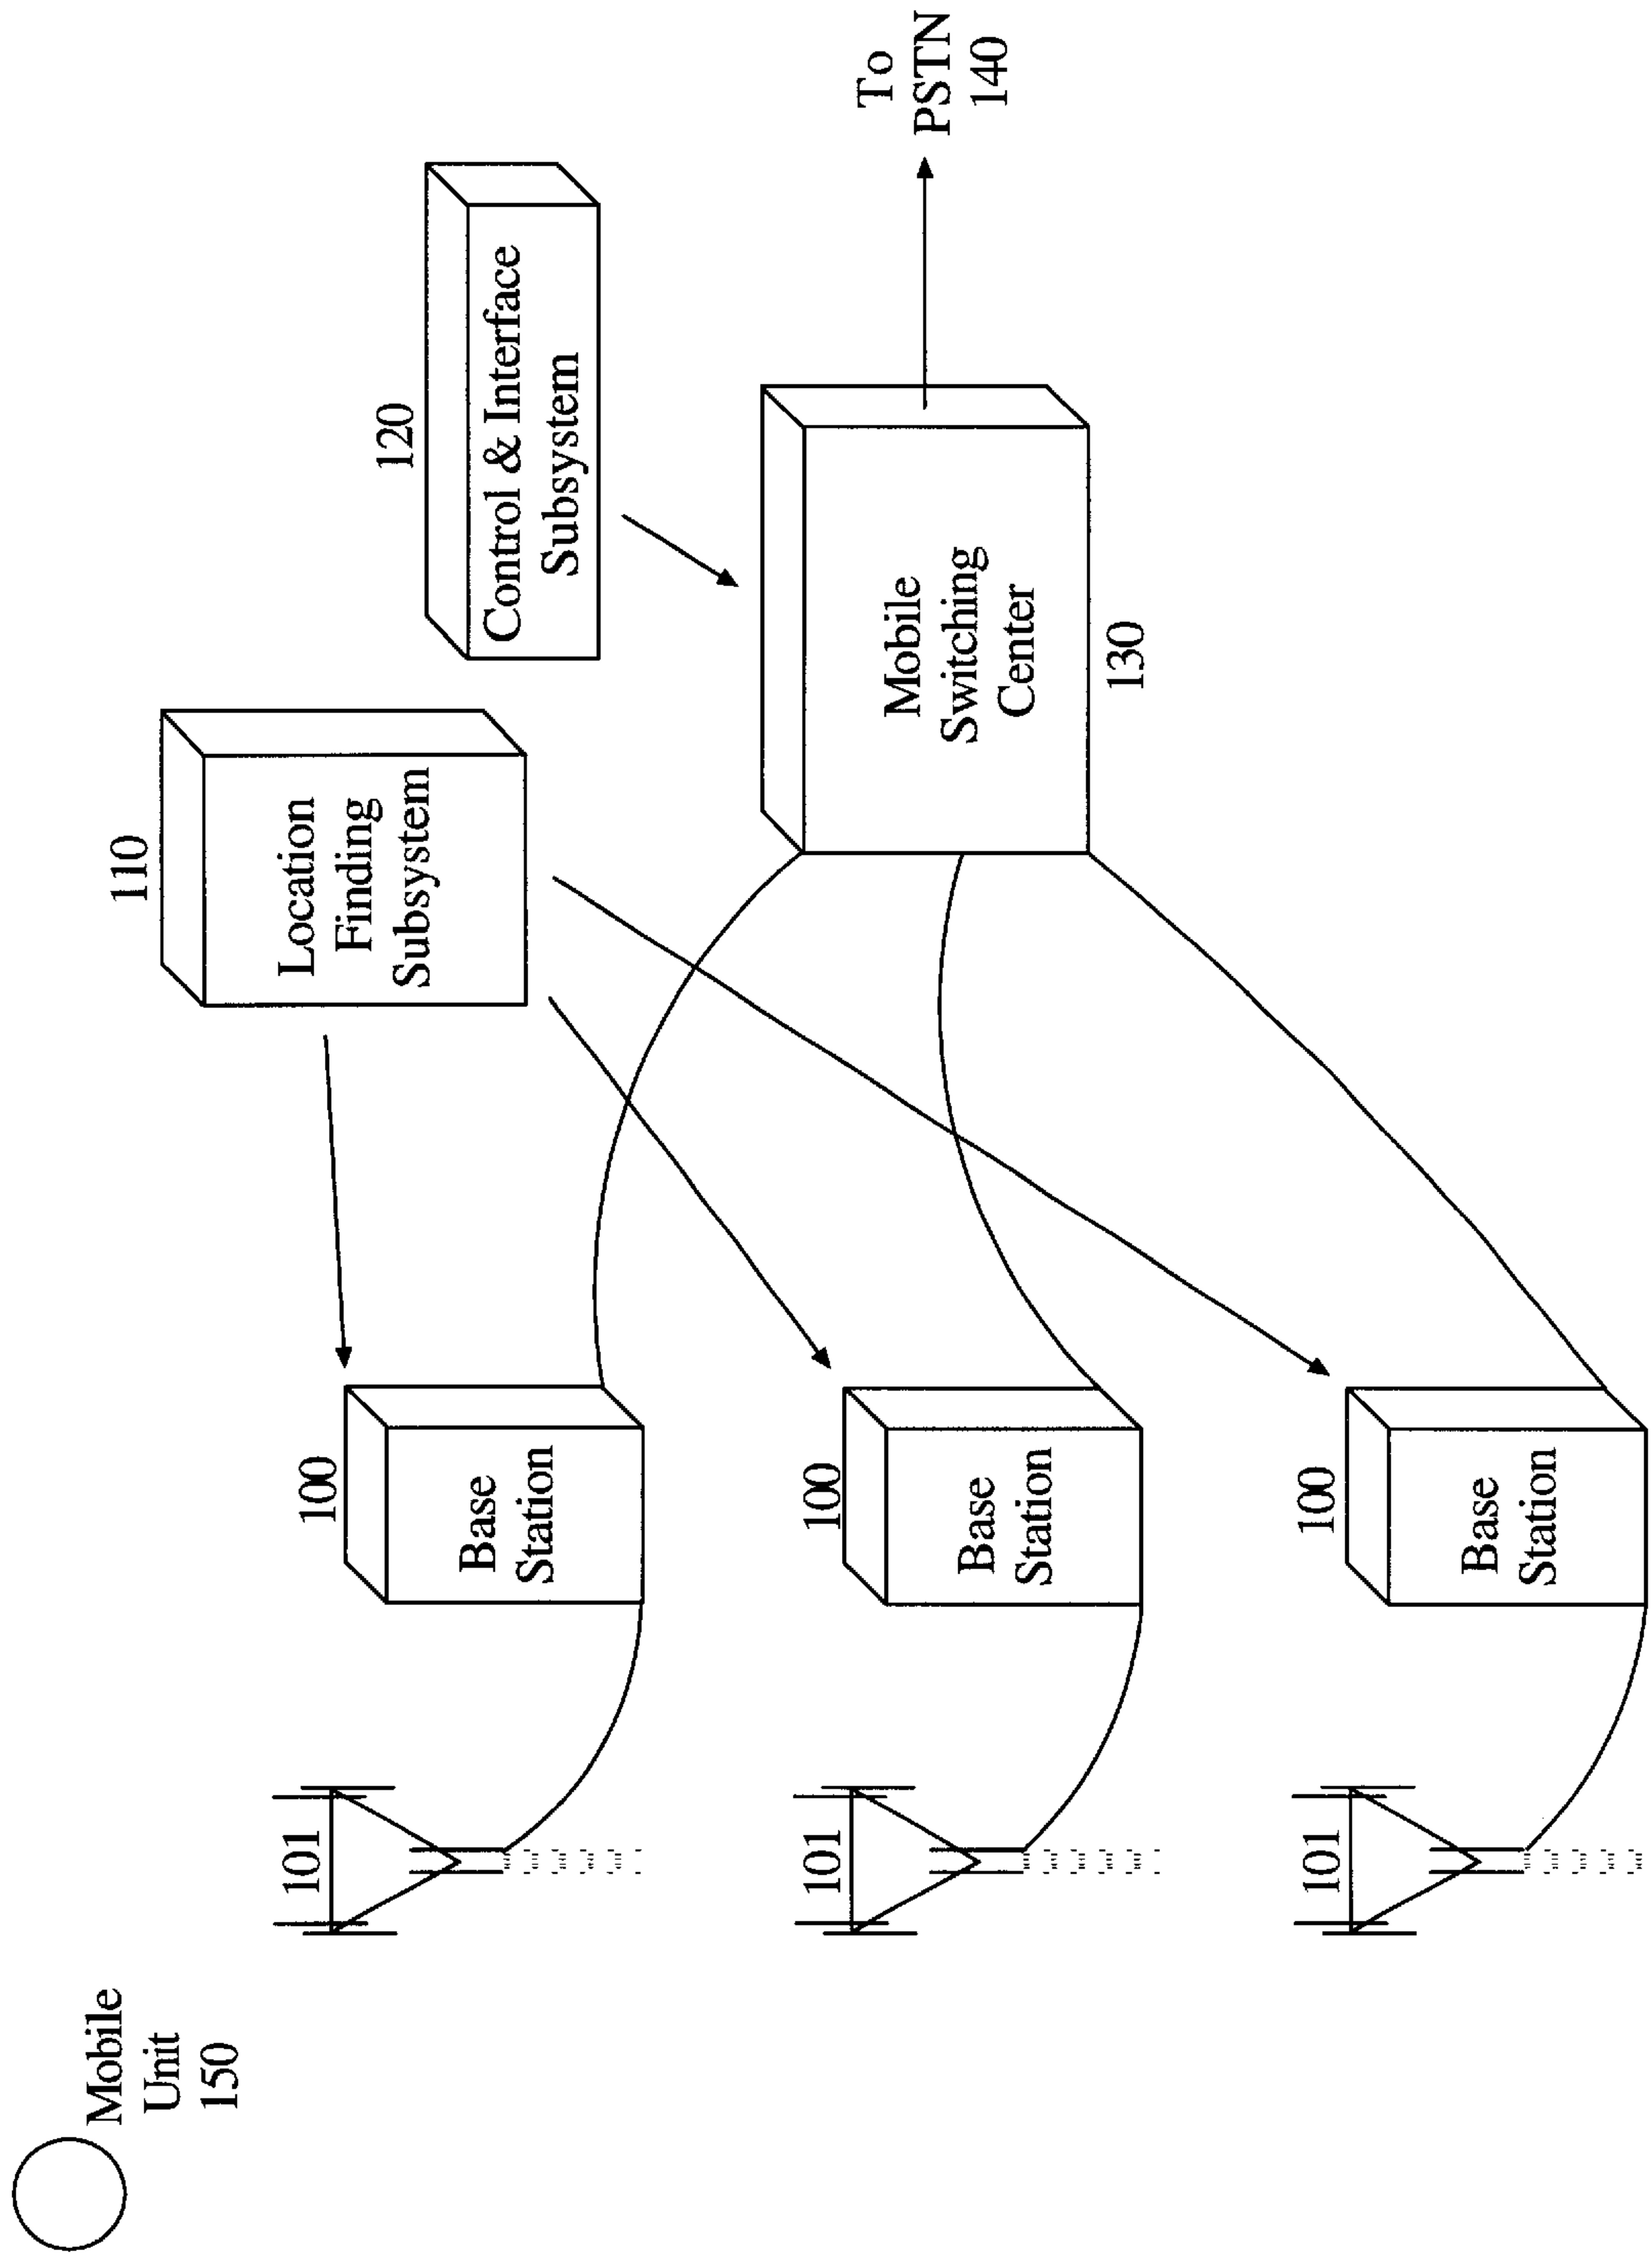 Mobile
Unit
150
101
100
Base
Station
110
Location
Finding
Subsystem
120
Control & Interface
Subsystem
101
100
Base
Station
Mobile
Switching
Center
130
To
PSTN
140
101
100
Base
Station